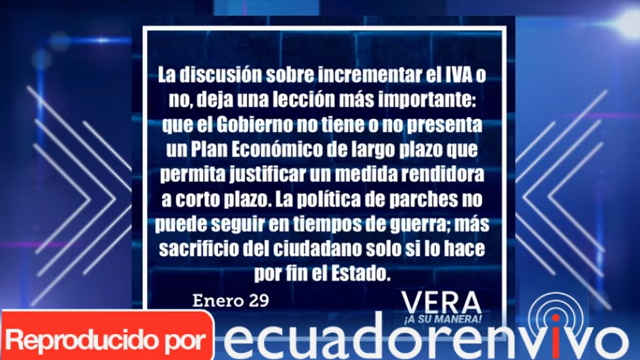 La discusión sobre incrementar el IVA o
no, deja una lección más importante:
que el Gobierno no tiene o no presenta
un Plan Económico de largo plazo que
permita justificar un medida rendidora
a corto plazo. La política de parches no
puede seguir en tiempos de guerra; más
sacrificio del ciudadano solo si lo hace
por fin el Estado.
Enero 29
VERA
¡A SU MANERA!
Reproducido por ecuadorenvivo